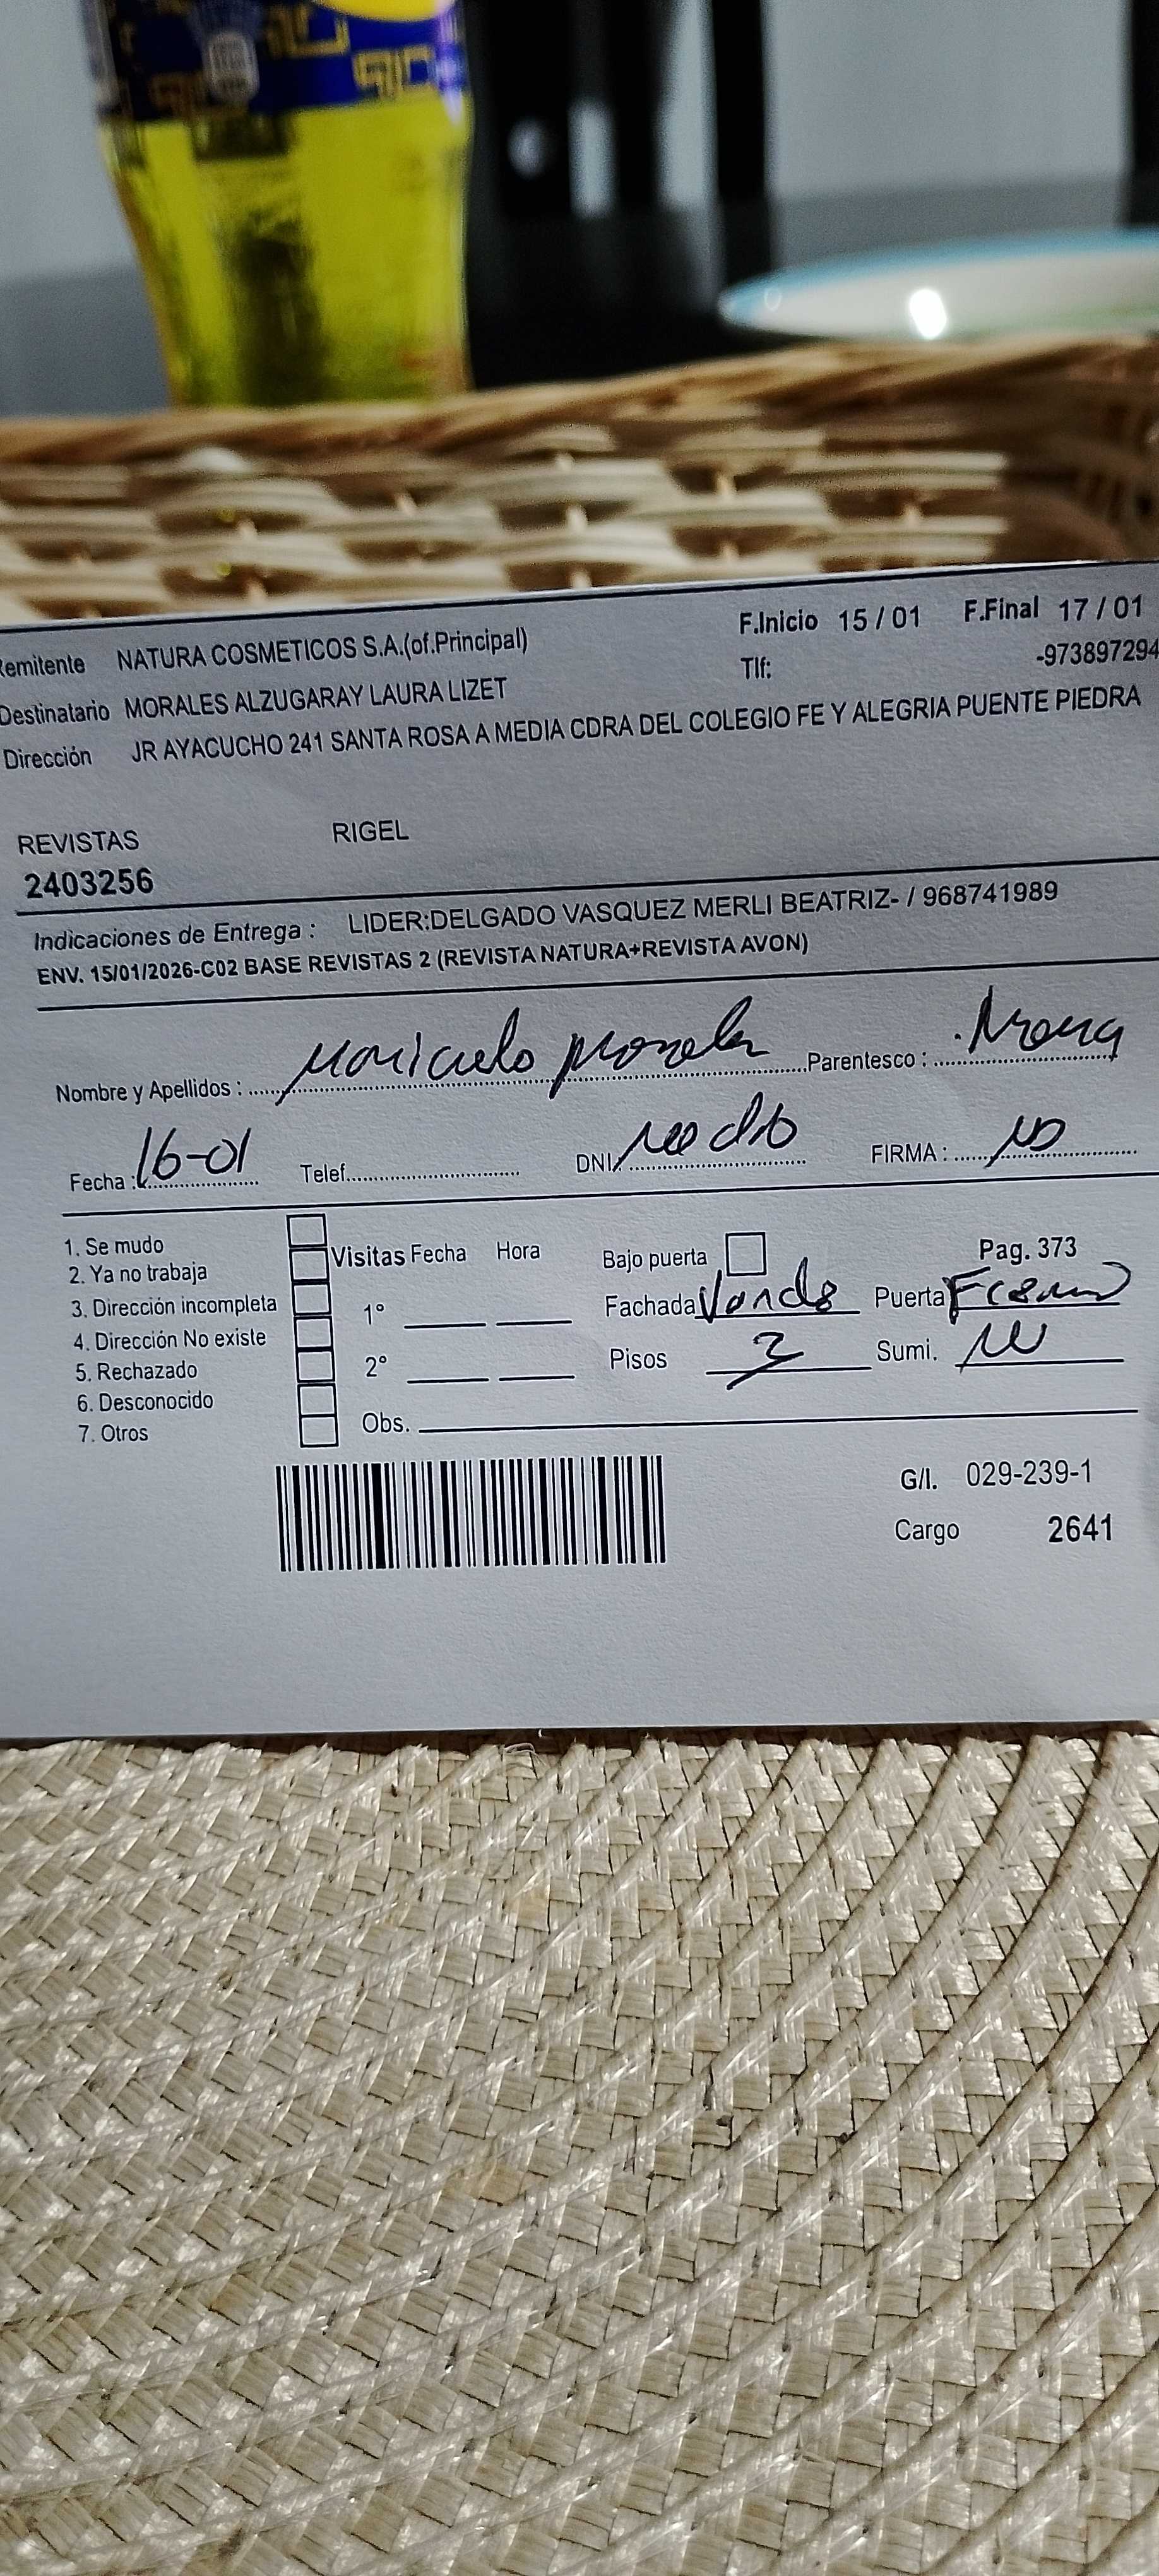 Remitente NATURA COSMETICOS S.A.(of.Principal) F.Inicio 15 / 01 F.Final 17 / 01
Destinatario MORALES ALZUGARAY LAURA LIZET Tlf: -973897294
Dirección JR AYACUCHO 241 SANTA ROSA A MEDIA CDRA DEL COLEGIO FE Y ALEGRIA PUENTE PIEDRA
REVISTAS RIGEL
2403256
Indicaciones de Entrega : LIDER:DELGADO VASQUEZ MERLI BEATRIZ- / 968741989
ENV. 15/01/2026-C02 BASE REVISTAS 2 (REVISTA NATURA+REVISTA AVON)
Nombre y Apellidos : Parentesco :
Fecha : 16-01 Telef. DNI FIRMA :
1. Se mudo
2. Ya no trabaja
3. Dirección incompleta
4. Dirección No existe
5. Rechazado
6. Desconocido
7. Otros
Visitas Fecha Hora
1°
2°
Obs.
Bajo puerta Pag. 373
Fachada Puerta
Pisos Sumi.
G/I. 029-239-1
Cargo 2641